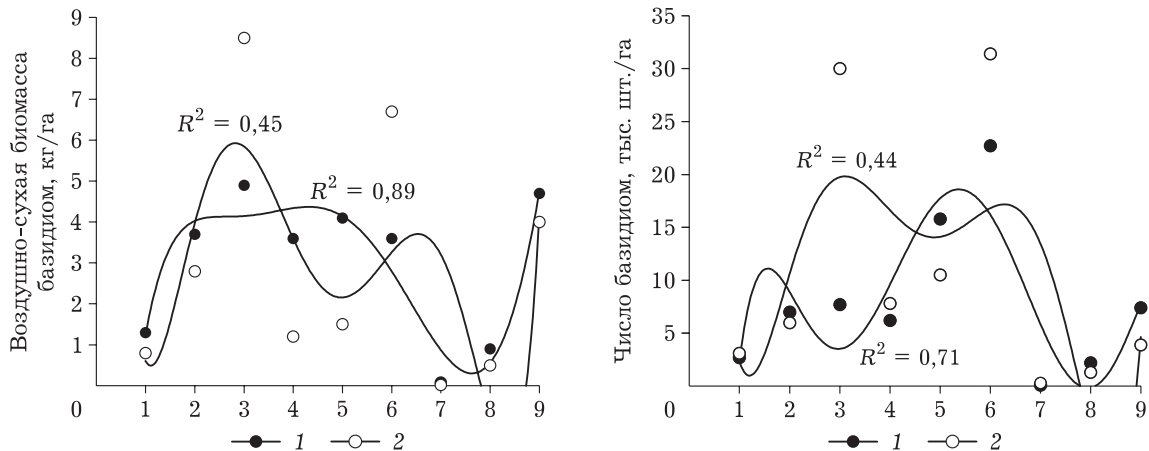 Воздушно-сухая биомасса
базидиом, кг/га
9
8
7
6
5
4
3
2
1
0
R² = 0,45
R² = 0,89
1 2 3 4 5 6 7 8 9
1 2
Число базидиом, тыс. шт./га
35
30
25
20
15
10
5
0
R² = 0,44
R² = 0,71
1 2 3 4 5 6 7 8 9
1 2